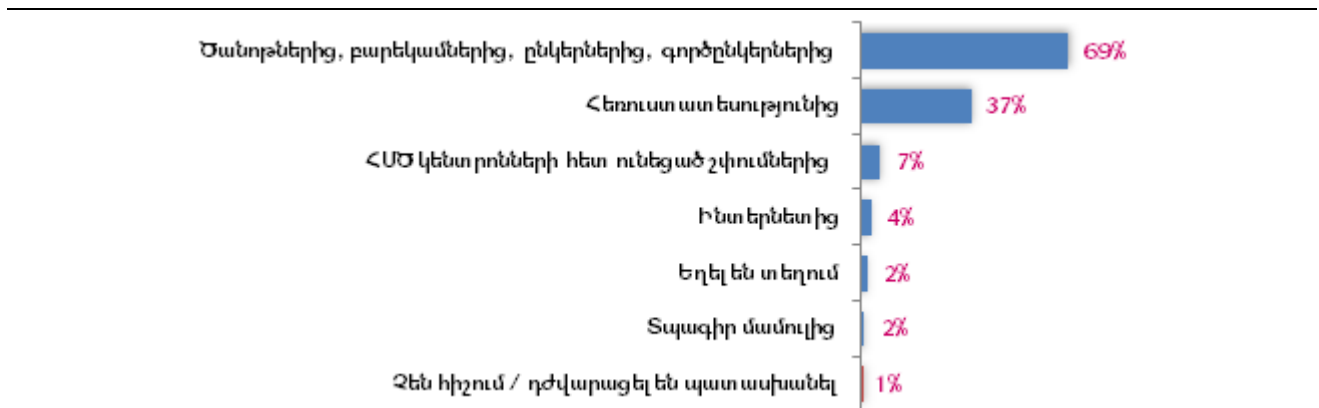 Ծանոթներից, բարեկամներից, ընկերներից, գործընկերներից 69%
Հեռուստատեսությունից 37%
ՀՍԾ կենտրոնների հետ ունեցած շփումներից 7%
Ինտերնետից 4%
Եղել են տեղում 2%
Տպագիր մամուլից 2%
Չեն հիշում / դժվարացել են պատասխանել 1%